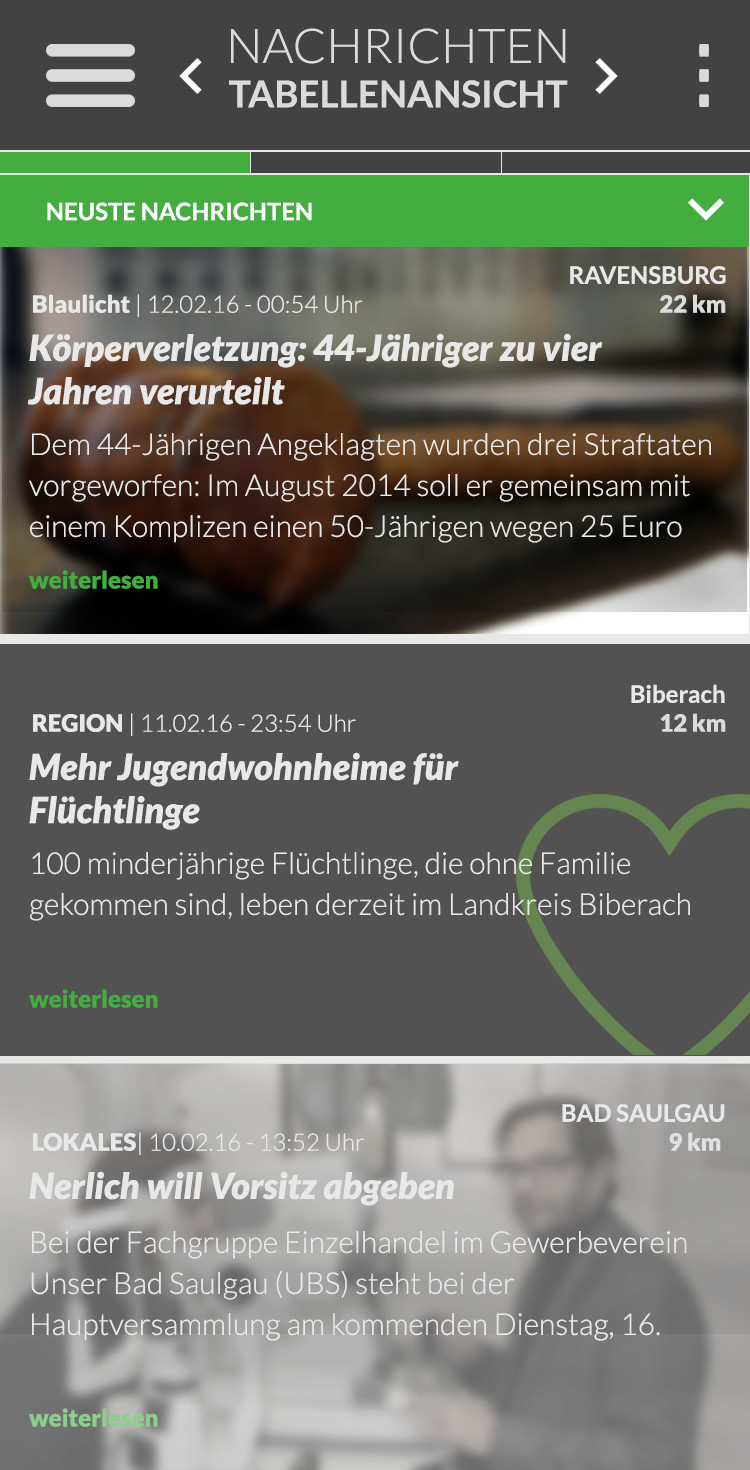 NACHRICHTEN
TABELLENANSICHT
NEUSTE NACHRICHTEN
RAVENSBURG
Blaulicht | 12.02.16 - 00:54 Uhr 22 km
Körperverletzung: 44-Jähriger zu vier
Jahren verurteilt
Dem 44-Jährigen Angeklagten wurden drei Straftaten
vorgeworfen: Im August 2014 soll er gemeinsam mit
einem Komplizen einen 50-Jährigen wegen 25 Euro
weiterlesen
Biberach
REGION | 11.02.16 - 23:54 Uhr 12 km
Mehr Jugendwohnheime für
Flüchtlinge
100 minderjährige Flüchtlinge, die ohne Familie
gekommen sind, leben derzeit im Landkreis Biberach
weiterlesen
BAD SAULGAU
LOKALES| 10.02.16 - 13:52 Uhr 9 km
Nerlich will Vorsitz abgeben
Bei der Fachgruppe Einzelhandel im Gewerbeverein
Unser Bad Saulgau (UBS) steht bei der
Hauptversammlung am kommenden Dienstag, 16.
weiterlesen